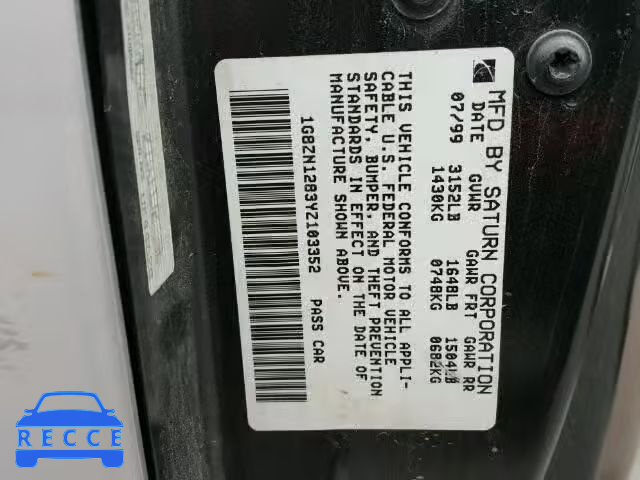 MFD BY SATURN CORPORATION
DATE GVWR GAWR FRT GAWR RR
07/99 3152LB 1648LB 1504LB
1430KG 0748KG 0682KG
THIS VEHICLE CONFORMS TO ALL APPLI-
CABLE U.S. FEDERAL MOTOR VEHICLE
SAFETY, BUMPER, AND THEFT PREVENTION
STANDARDS IN EFFECT ON THE DATE OF
MANUFACTURE SHOWN ABOVE.
1G8ZN1283YZ103352 PASS CAR
RECCE